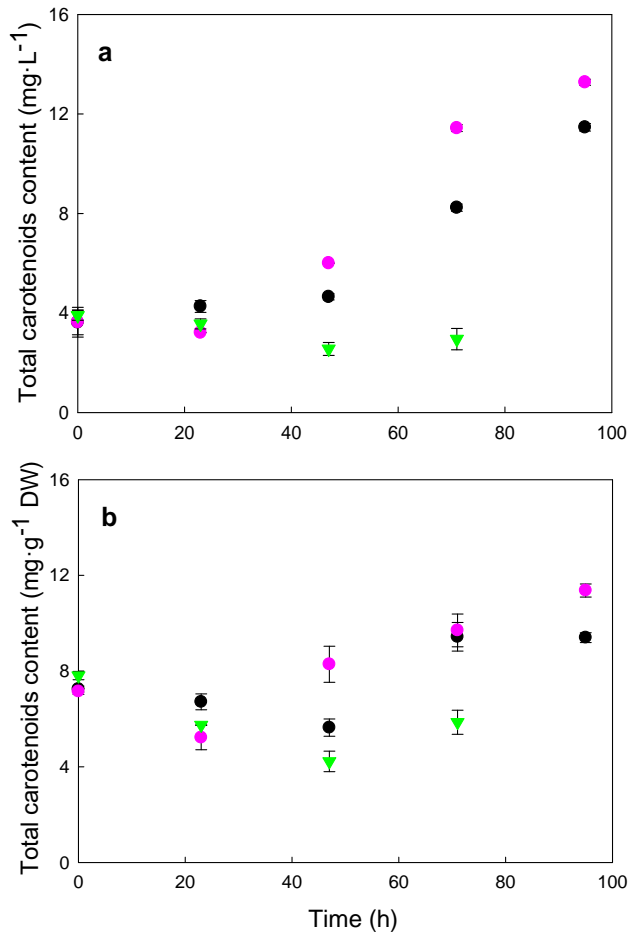 a
Total carotenoids content (mg·L⁻¹)
16
12
8
4
0
0 20 40 60 80 100
b
Total carotenoids content (mg·g⁻¹ DW)
16
12
8
4
0
0 20 40 60 80 100
Time (h)